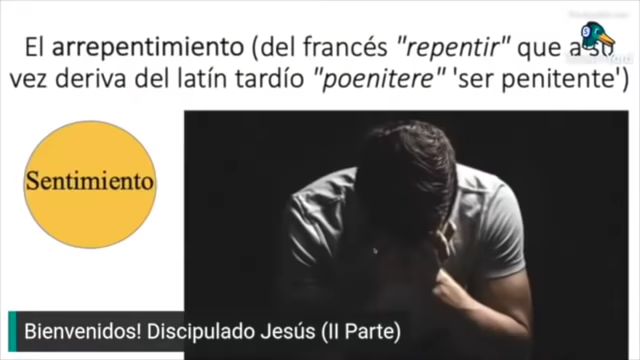 El arrepentimiento (del francés "repentir" que a su
vez deriva del latín tardío "poenitere" 'ser penitente')
Sentimiento
Bienvenidos! Discipulado Jesús (II Parte)